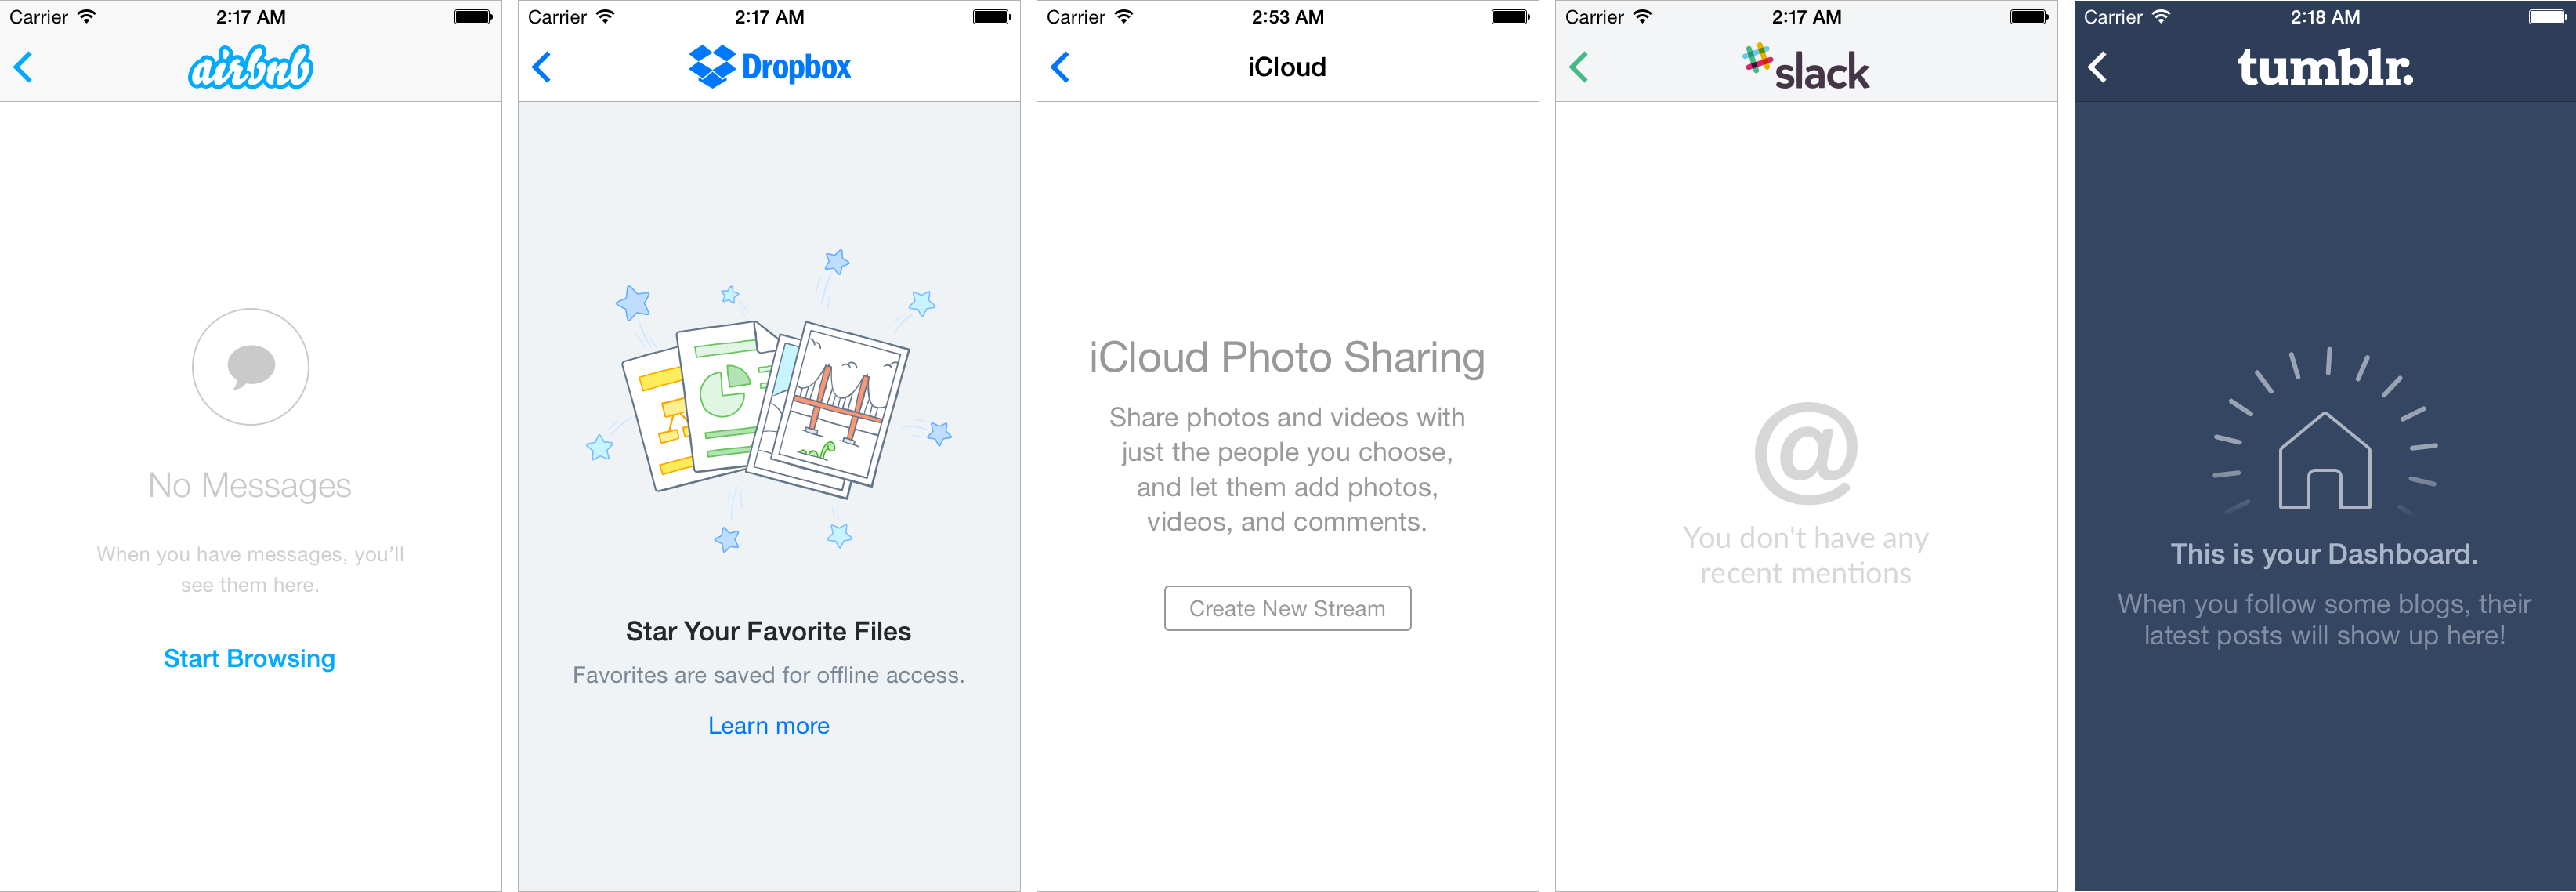 Carrier 2:17 AM
airbnb
No Messages
When you have messages, you’ll
see them here.
Start Browsing
Carrier 2:17 AM
Dropbox
Star Your Favorite Files
Favorites are saved for offline access.
Learn more
Carrier 2:53 AM
iCloud
iCloud Photo Sharing
Share photos and videos with
just the people you choose,
and let them add photos,
videos, and comments.
Create New Stream
Carrier 2:17 AM
slack
@
You don't have any
recent mentions
Carrier 2:18 AM
tumblr.
This is your Dashboard.
When you follow some blogs, their
latest posts will show up here!